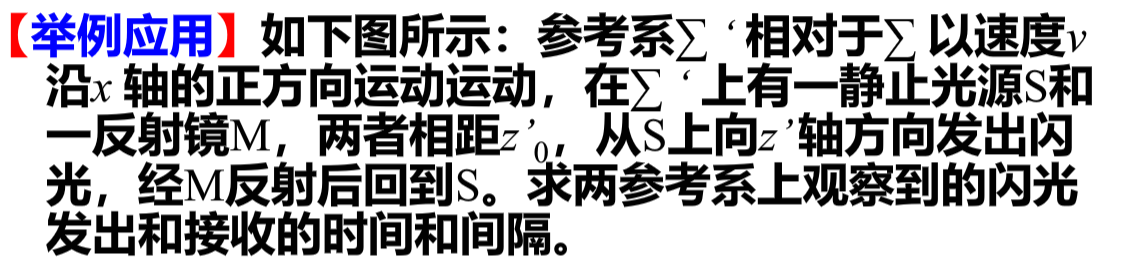 【举例应用】如下图所示：参考系∑‘相对于∑以速度v
沿x 轴的正方向运动运动，在∑‘上有一静止光源S和
一反射镜M，两者相距z’0，从S上向z’轴方向发出闪
光，经M反射后回到S。求两参考系上观察到的闪光
发出和接收的时间和间隔。